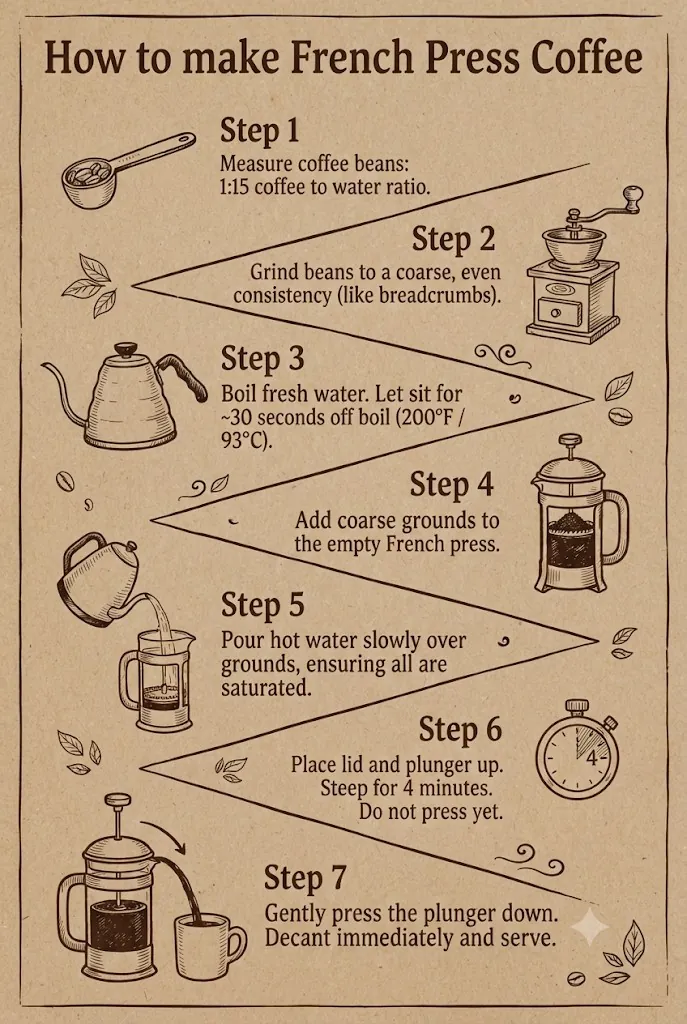 How to make French Press Coffee
Step 1
Measure coffee beans:
1:15 coffee to water ratio.
Step 2
Grind beans to a coarse, even
consistency (like breadcrumbs).
Step 3
Boil fresh water. Let sit for
~30 seconds off boil (200°F /
93°C).
Step 4
Add coarse grounds to
the empty French press.
Step 5
Pour hot water slowly over
grounds, ensuring all are
saturated.
Step 6
Place lid and plunger up.
Steep for 4 minutes.
Do not press yet.
4
Step 7
Gently press the plunger down.
Decant immediately and serve.